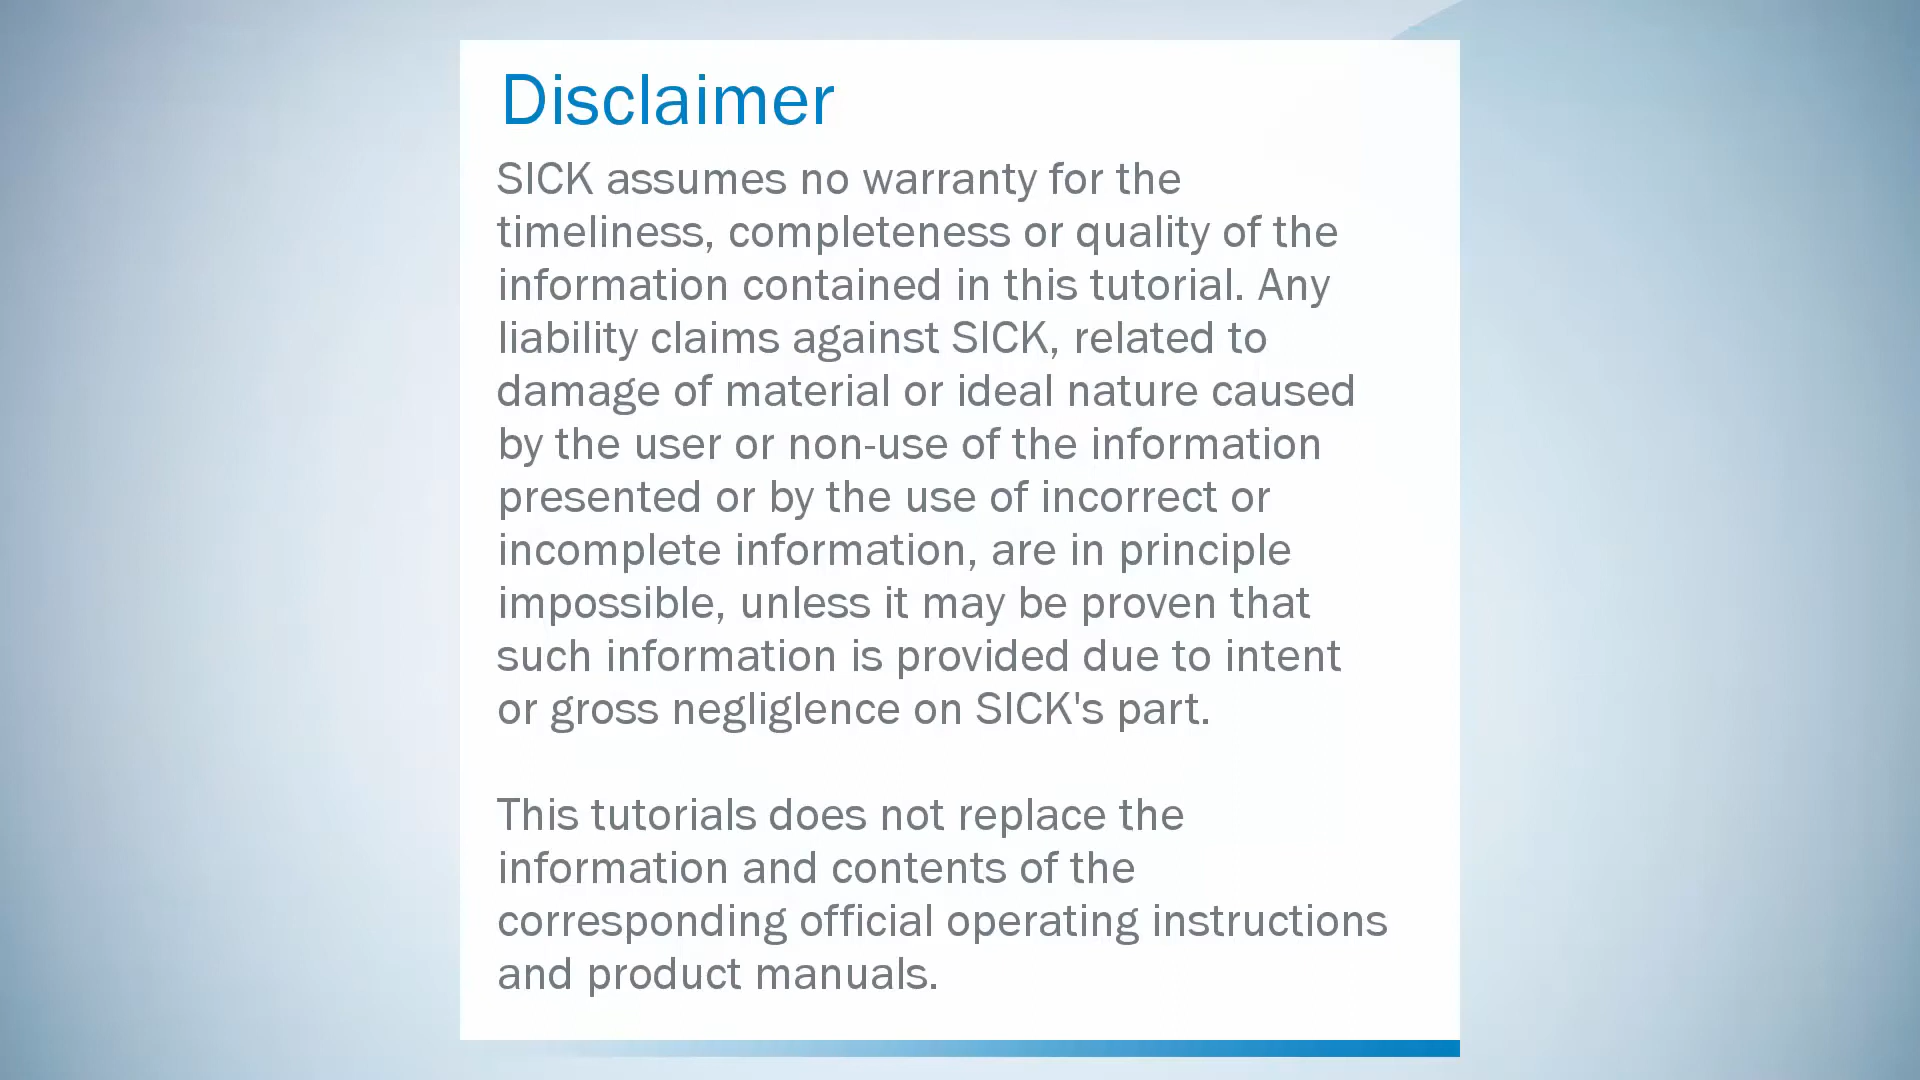 Disclaimer
SICK assumes no warranty for the
timeliness, completeness or quality of the
information contained in this tutorial. Any
liability claims against SICK, related to
damage of material or ideal nature caused
by the user or non-use of the information
presented or by the use of incorrect or
incomplete information, are in principle
impossible, unless it may be proven that
such information is provided due to intent
or gross negliglence on SICK's part.
This tutorials does not replace the
information and contents of the
corresponding official operating instructions
and product manuals.